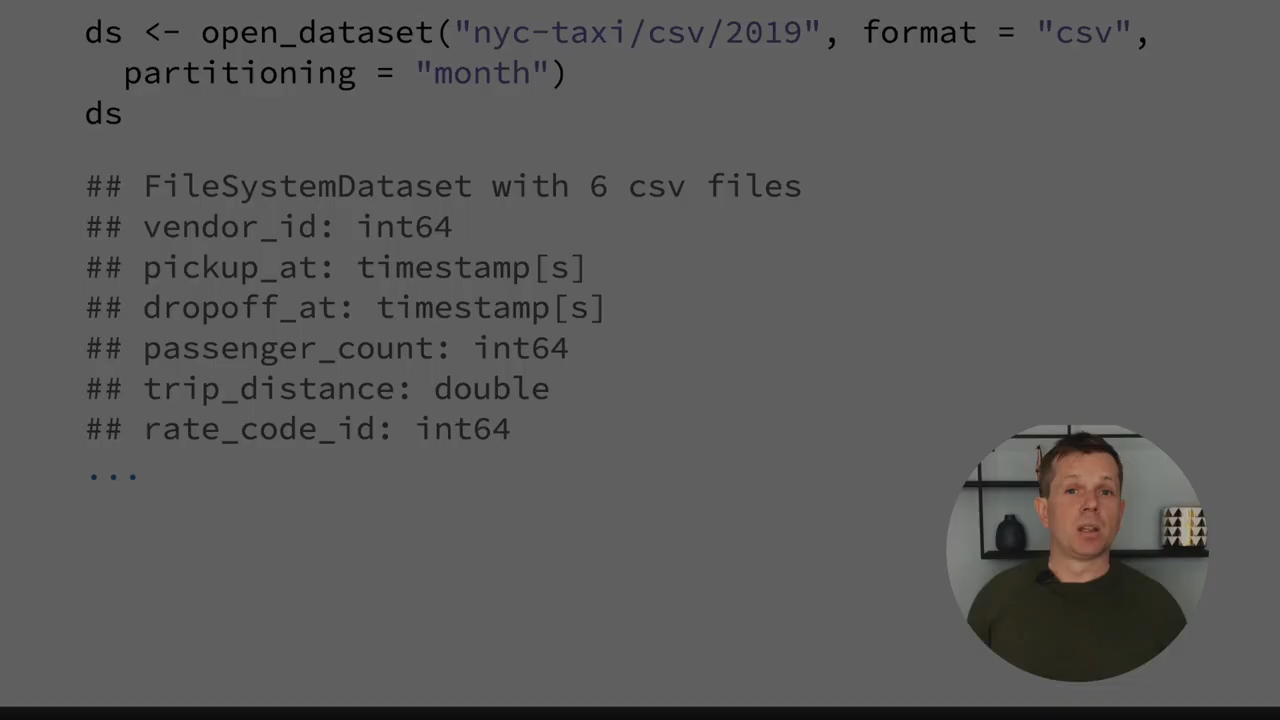 ds <- open_dataset("nyc-taxi/csv/2019", format = "csv",
  partitioning = "month")
ds
## FileSystemDataset with 6 csv files
## vendor_id: int64
## pickup_at: timestamp[s]
## dropoff_at: timestamp[s]
## passenger_count: int64
## trip_distance: double
## rate_code_id: int64
...